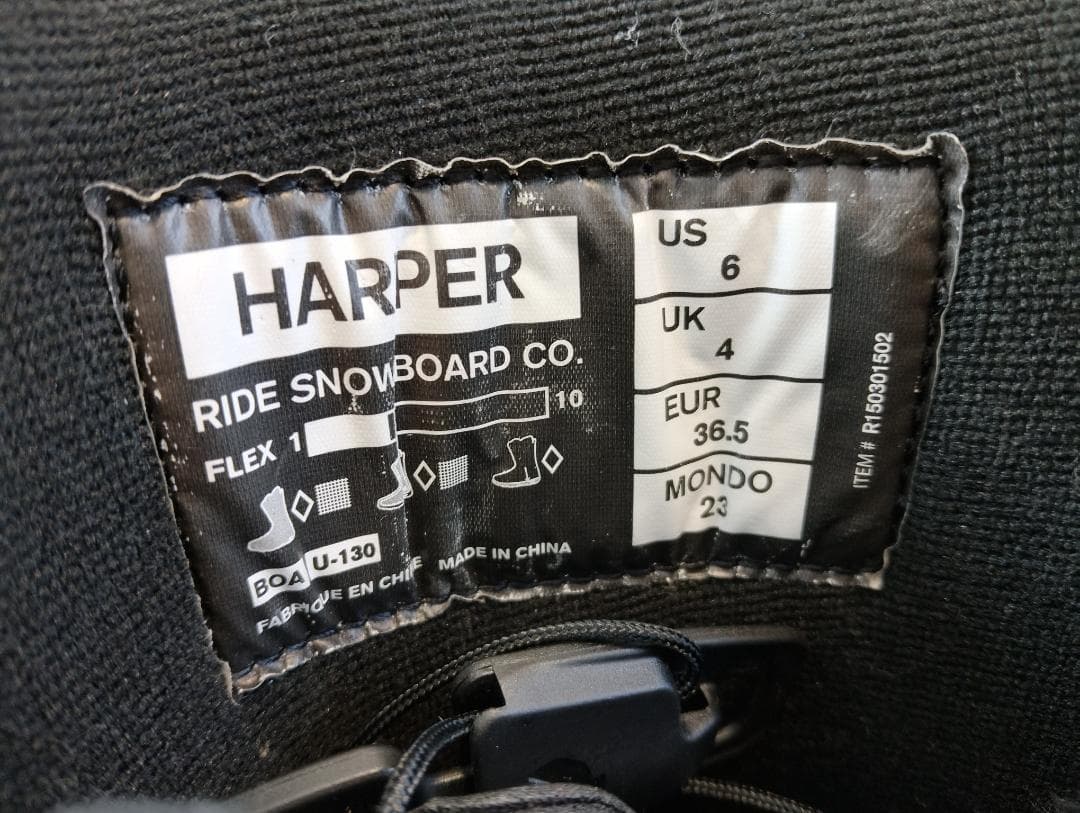 HARPER
RIDE SNOWBOARD CO.
FLEX 1 10
BOA U-130
FABRIQUE EN CHINE MADE IN CHINA
US
6
UK
4
EUR
36.5
MONDO
23
ITEM # R150301502